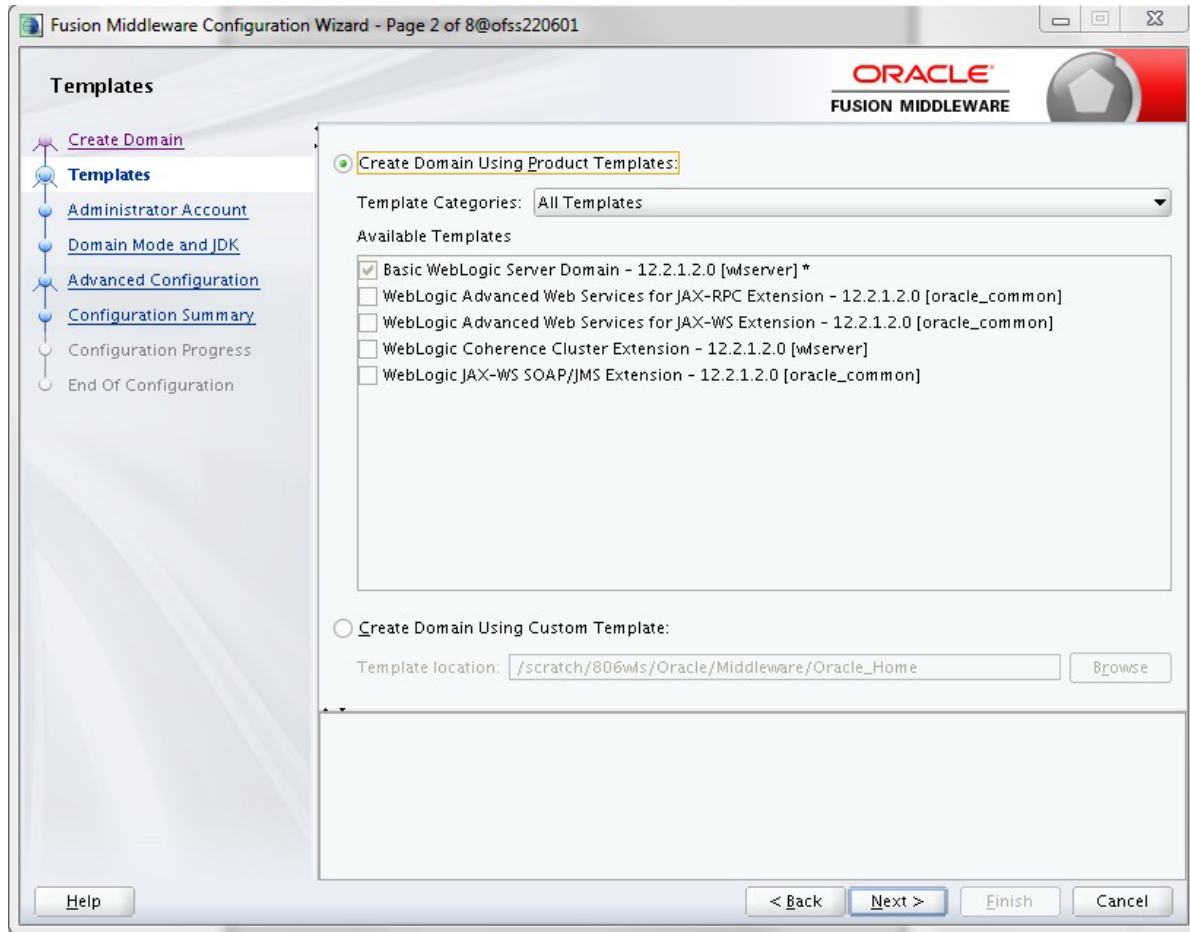 Fusion Middleware Configuration Wizard - Page 2 of 8@ofss220601
Templates
ORACLE
FUSION MIDDLEWARE
Create Domain
Templates
Administrator Account
Domain Mode and JDK
Advanced Configuration
Configuration Summary
Configuration Progress
End Of Configuration
Create Domain Using Product Templates:
Template Categories: All Templates
Available Templates
Basic WebLogic Server Domain - 12.2.1.2.0 [wlserver] *
WebLogic Advanced Web Services for JAX-RPC Extension - 12.2.1.2.0 [oracle_common]
WebLogic Advanced Web Services for JAX-WS Extension - 12.2.1.2.0 [oracle_common]
WebLogic Coherence Cluster Extension - 12.2.1.2.0 [wlserver]
WebLogic JAX-WS SOAP/JMS Extension - 12.2.1.2.0 [oracle_common]
Create Domain Using Custom Template:
Template location: /scratch/806wls/Oracle/Middleware/Oracle_Home Browse
Help < Back Next > Finish Cancel